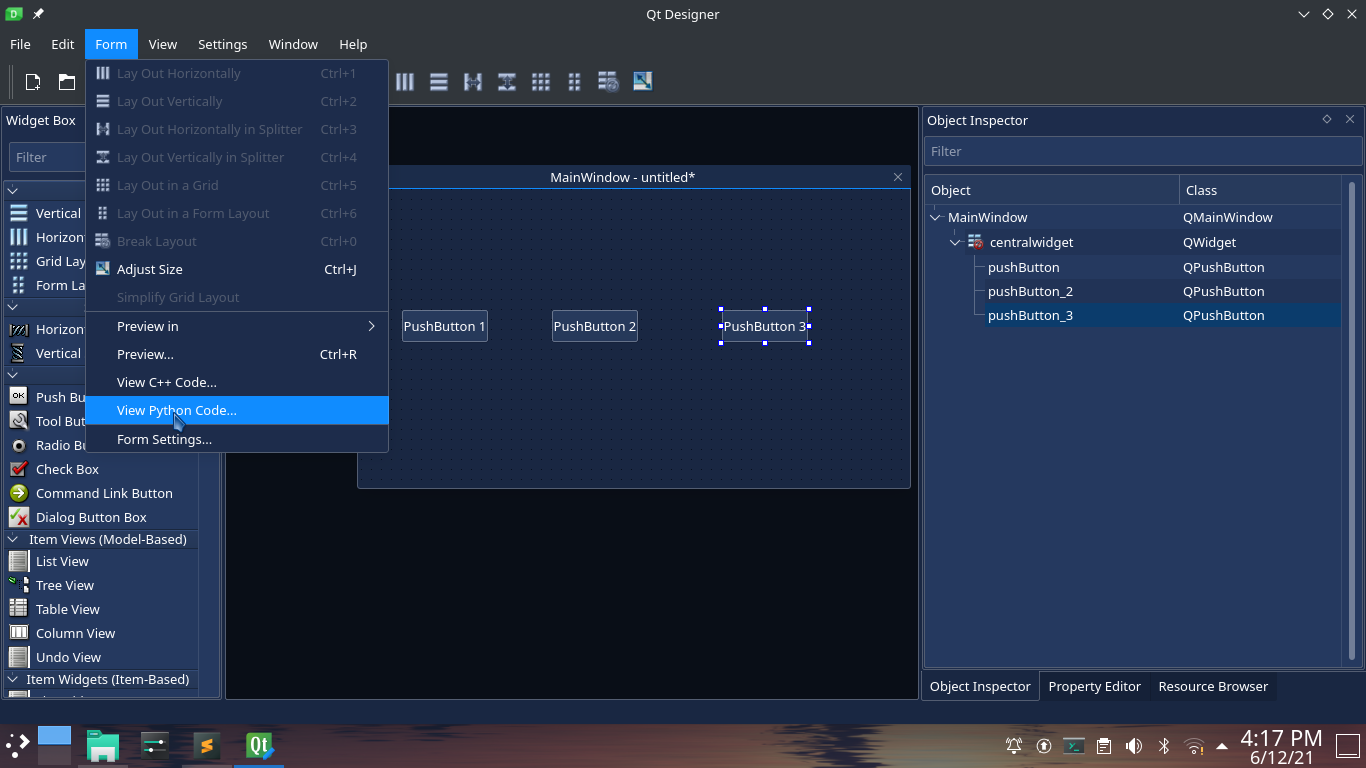 Qt Designer
File Edit Form View Settings Window Help
Lay Out Horizontally Ctrl+1
Lay Out Vertically Ctrl+2
Lay Out Horizontally in Splitter Ctrl+3
Lay Out Vertically in Splitter Ctrl+4
Lay Out in a Grid Ctrl+5
Lay Out in a Form Layout Ctrl+6
Break Layout Ctrl+0
Adjust Size Ctrl+J
Simplify Grid Layout
Preview in
Preview... Ctrl+R
View C++ Code...
View Python Code...
Form Settings...
Widget Box
Filter
Vertical
Horizon
Grid Lay
Form La
Horizon
Vertical
OK Push Bu
Tool But
Radio B
Check Box
Command Link Button
Dialog Button Box
Item Views (Model-Based)
List View
Tree View
Table View
Column View
Undo View
Item Widgets (Item-Based)
MainWindow - untitled*
PushButton 1 PushButton 2 PushButton 3
Object Inspector
Filter
Object Class
MainWindow QMainWindow
centralwidget QWidget
pushButton QPushButton
pushButton_2 QPushButton
pushButton_3 QPushButton
Object Inspector Property Editor Resource Browser
Qt
4:17 PM
6/12/21